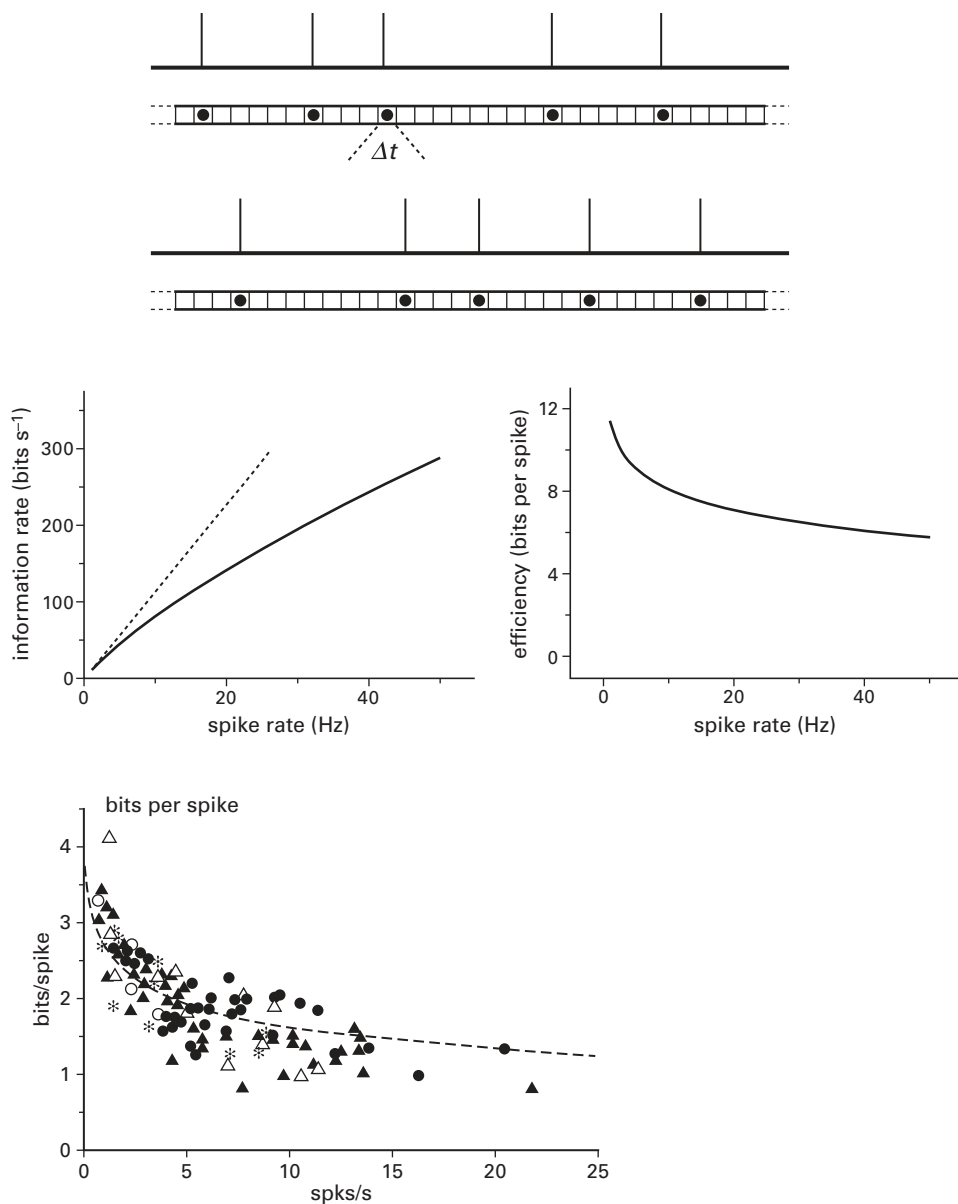 Δt
information rate (bits s⁻¹)
300
200
100
0
0 20 40
spike rate (Hz)
efficiency (bits per spike)
12
8
4
0
0 20 40
spike rate (Hz)
bits per spike
bits/spike
4
3
2
1
0
0 5 10 15 20 25
spks/s